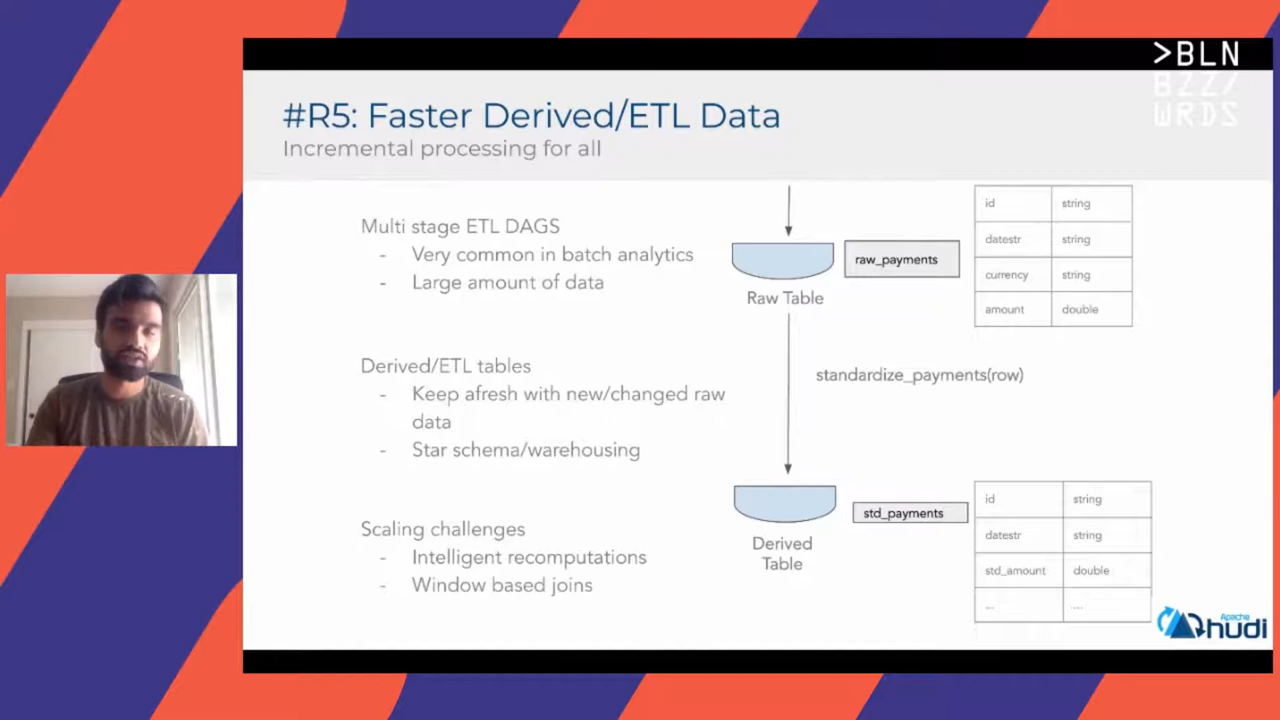 >BLN
BZZ/
WRDS
#R5: Faster Derived/ETL Data
Incremental processing for all
Multi stage ETL DAGS
- Very common in batch analytics
- Large amount of data
Derived/ETL tables
- Keep afresh with new/changed raw
data
- Star schema/warehousing
Scaling challenges
- Intelligent recomputations
- Window based joins
raw_payments
Raw Table
id string
datestr string
currency string
amount double
standardize_payments(row)
std_payments
Derived
Table
id string
datestr string
std_amount double
... ...
Apache
hudi